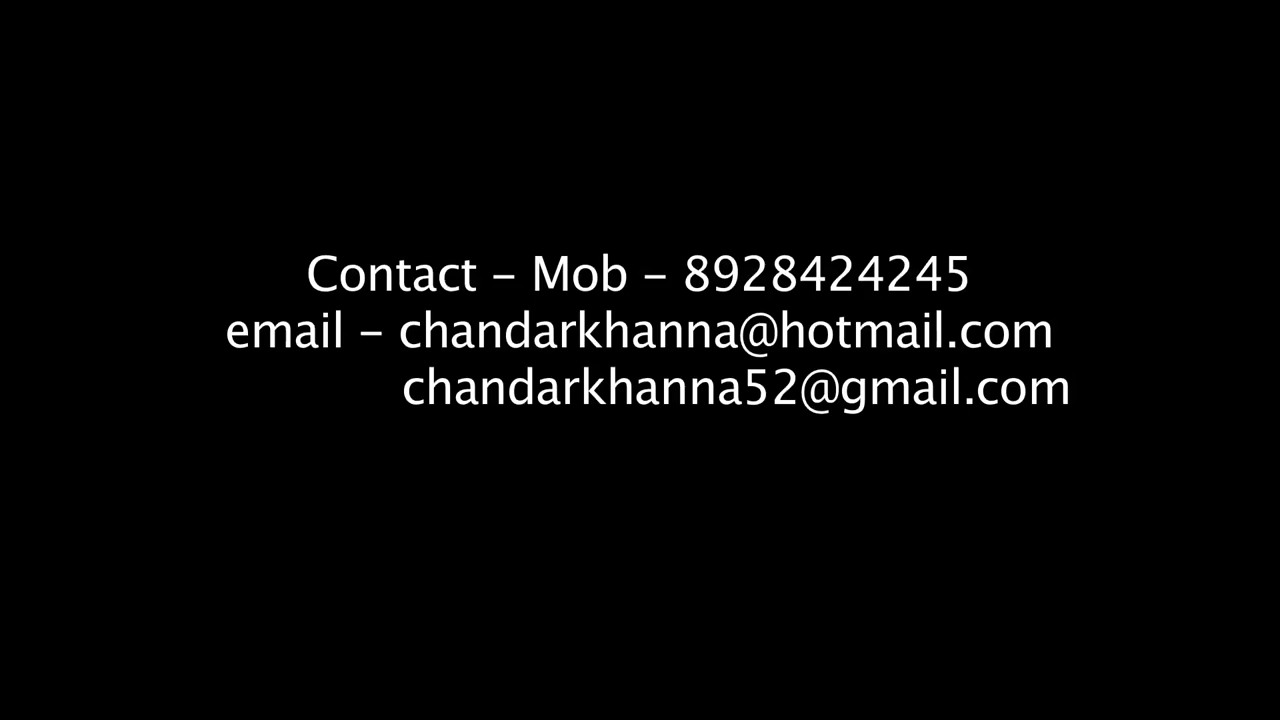 Contact – Mob – 8928424245
email – chandarkhanna@hotmail.com
chandarkhanna52@gmail.com